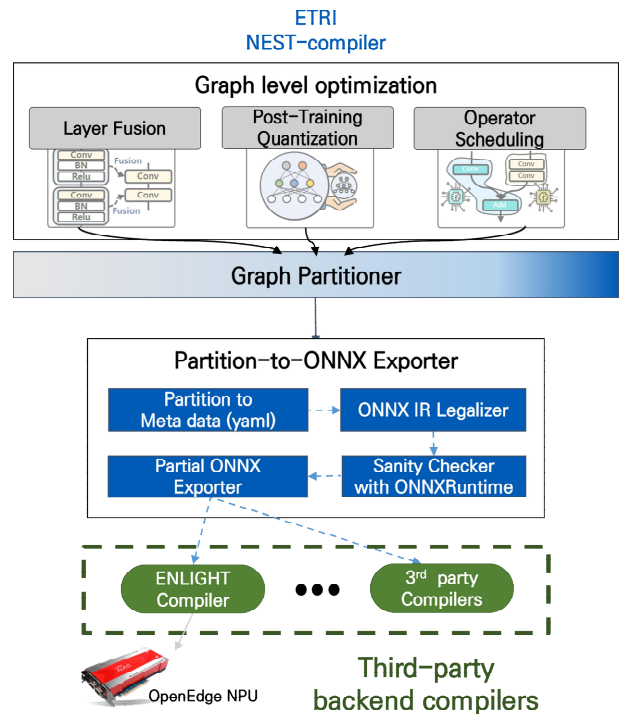 ETRI
NEST-compiler
Graph level optimization
Layer Fusion
Post-Training
Quantization
Operator
Scheduling
Conv
BN
Relu
Fusion
Conv
Conv
BN
Relu
Fusion
Conv
Conv
Conv
Conv
Add
Graph Partitioner
Partition-to-ONNX Exporter
Partition to
Meta data (yaml)
ONNX IR Legalizer
Partial ONNX
Exporter
Sanity Checker
with ONNXRuntime
ENLIGHT
Compiler
3rd party
Compilers
OpenEdge NPU
Third-party
backend compilers